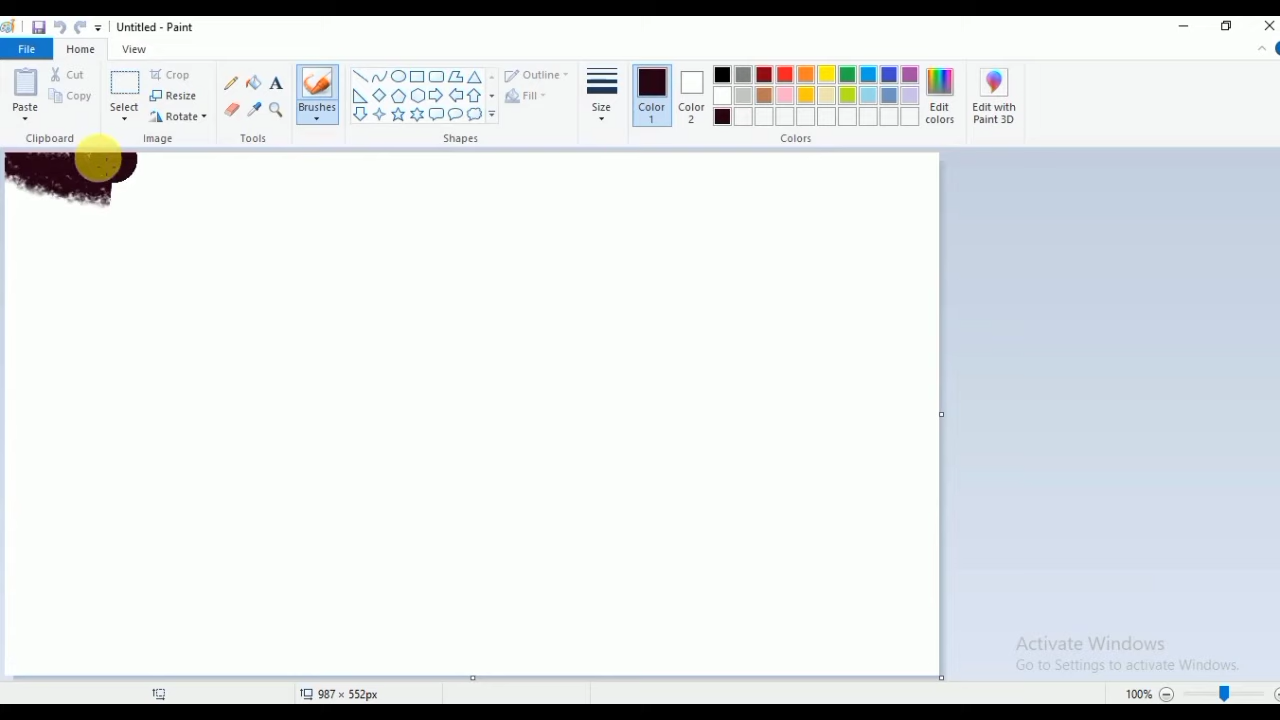 Untitled - Paint
File Home View
Paste
Cut
Copy
Clipboard
Select
Crop
Resize
Rotate
Image
A
Tools
Brushes
Outline
Fill
Shapes
Size
Color 1
Color 2
Edit colors
Colors
Edit with Paint 3D
Activate Windows
Go to Settings to activate Windows.
987 × 552px
100%